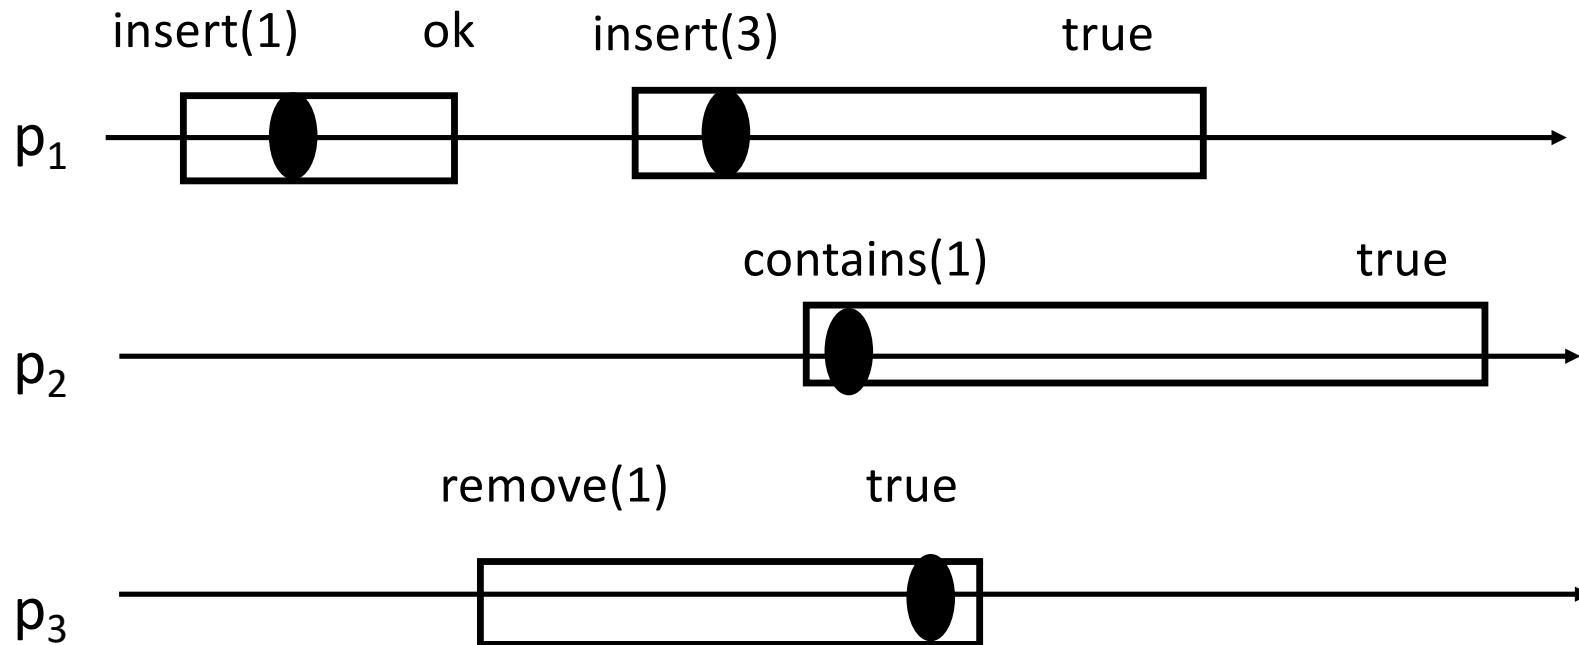 insert(1) ok insert(3) true
p₁
contains(1) true
p₂
remove(1) true
p₃